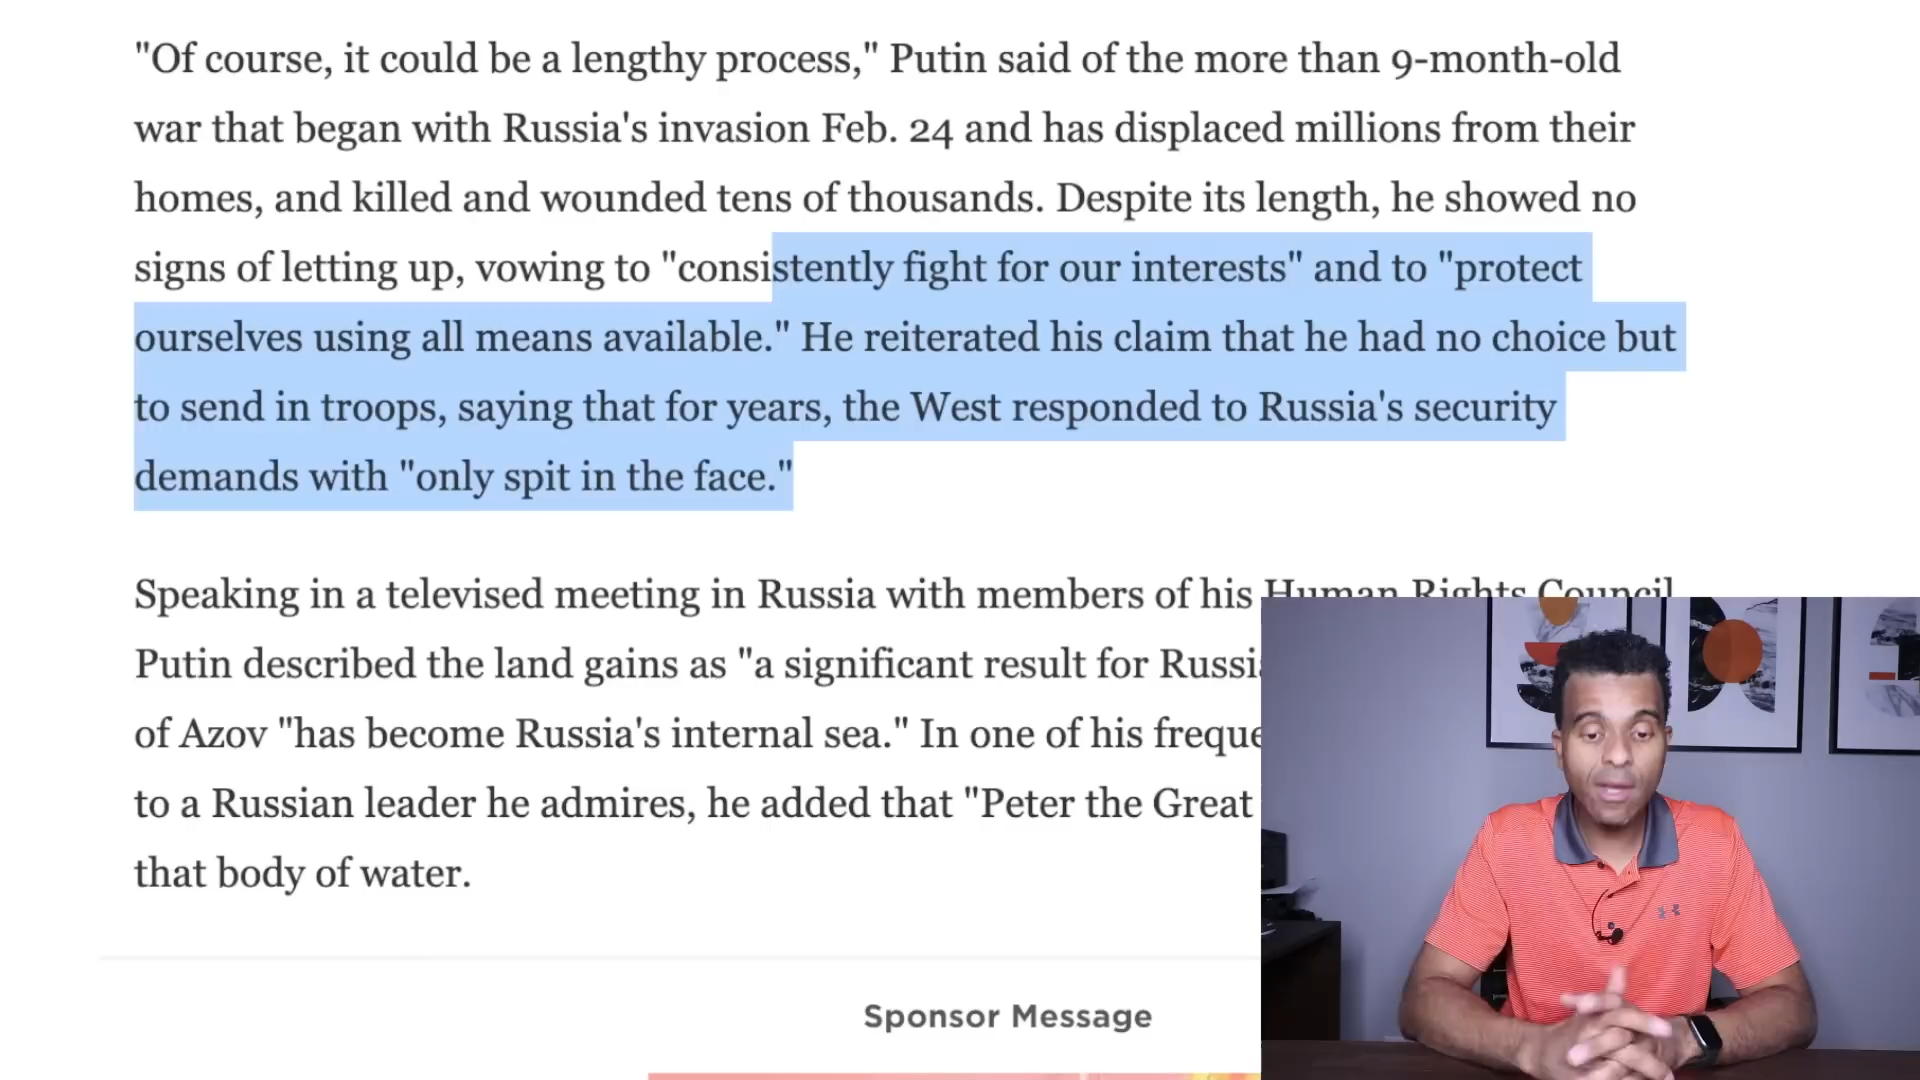 "Of course, it could be a lengthy process," Putin said of the more than 9-month-old
war that began with Russia's invasion Feb. 24 and has displaced millions from their
homes, and killed and wounded tens of thousands. Despite its length, he showed no
signs of letting up, vowing to "consistently fight for our interests" and to "protect
ourselves using all means available." He reiterated his claim that he had no choice but
to send in troops, saying that for years, the West responded to Russia's security
demands with "only spit in the face."
Speaking in a televised meeting in Russia with members of his Human Rights Council
Putin described the land gains as "a significant result for Russia
of Azov "has become Russia's internal sea." In one of his freque
to a Russian leader he admires, he added that "Peter the Great
that body of water.
Sponsor Message